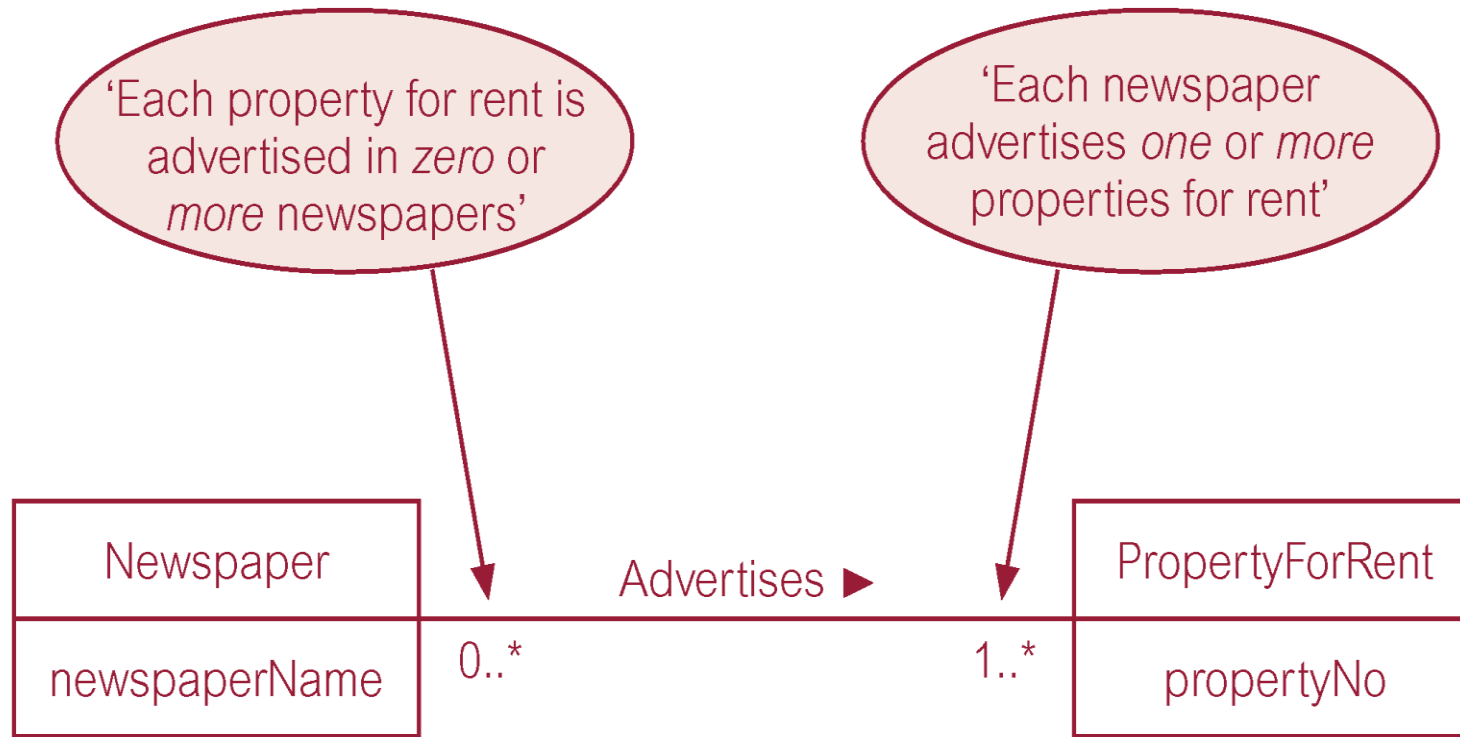 ‘Each property for rent is
advertised in zero or
more newspapers’
‘Each newspaper
advertises one or more
properties for rent’
Newspaper
Advertises ►
PropertyForRent
newspaperName
0..*
1..*
propertyNo